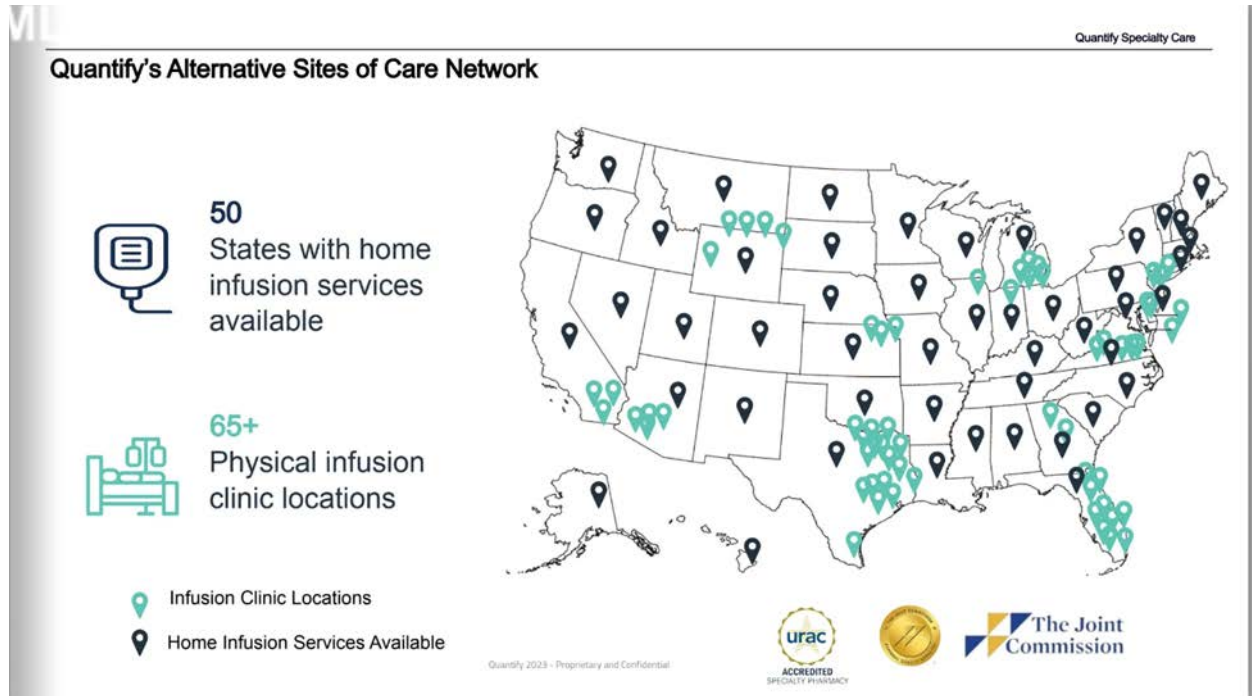 ML
Quantify Specialty Care
Quantify's Alternative Sites of Care Network
50
States with home
infusion services
available
65+
Physical infusion
clinic locations
Infusion Clinic Locations
Home Infusion Services Available
Quantify 2023 - Proprietary and Confidential
urac
ACCREDITED
SPECIALTY PHARMACY
The Joint
Commission